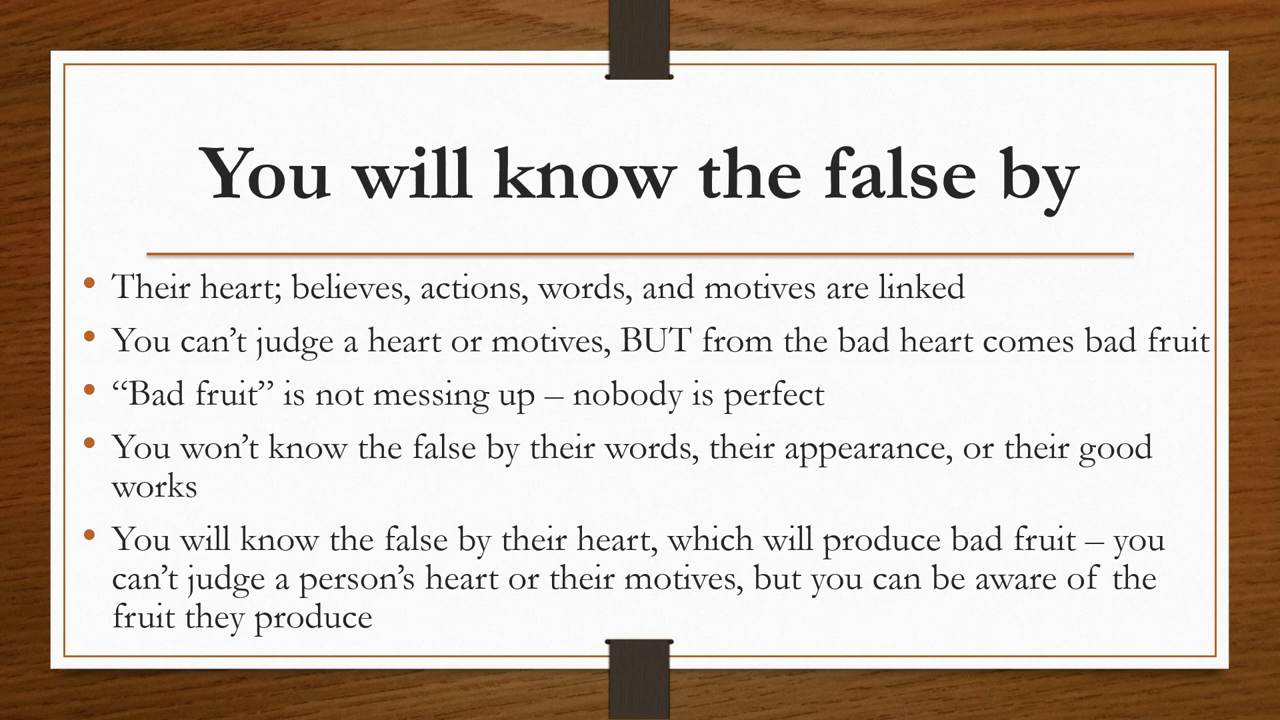 You will know the false by
• Their heart; believes, actions, words, and motives are linked
• You can’t judge a heart or motives, BUT from the bad heart comes bad fruit
• “Bad fruit” is not messing up – nobody is perfect
• You won’t know the false by their words, their appearance, or their good
works
• You will know the false by their heart, which will produce bad fruit – you
can’t judge a person’s heart or their motives, but you can be aware of the
fruit they produce